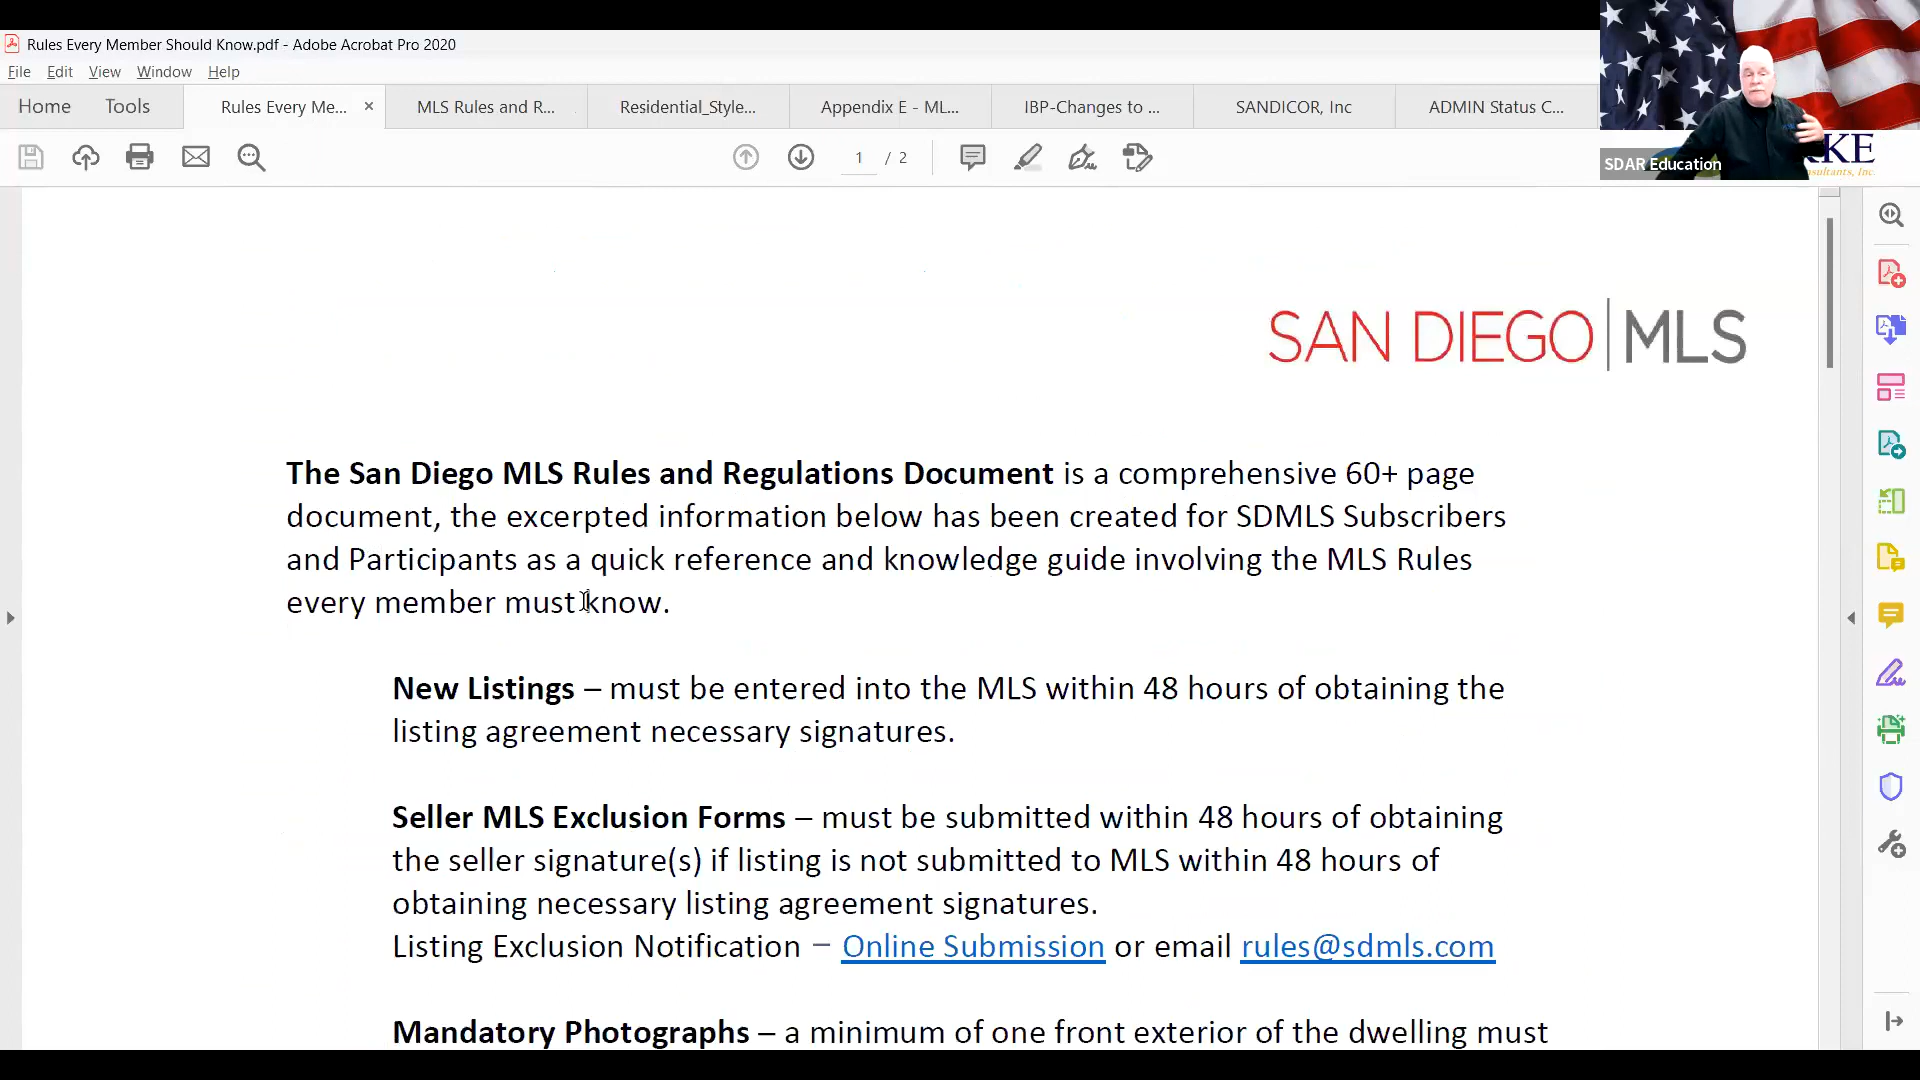 Rules Every Member Should Know.pdf - Adobe Acrobat Pro 2020
File Edit View Window Help
Home Tools Rules Every Me... × MLS Rules and R... Residential_Style... Appendix E - ML... IBP-Changes to ... SANDICOR, Inc ADMIN Status C...
1 / 2
SDAR Education
KE
nsultants, Inc.
SAN DIEGO | MLS
The San Diego MLS Rules and Regulations Document is a comprehensive 60+ page
document, the excerpted information below has been created for SDMLS Subscribers
and Participants as a quick reference and knowledge guide involving the MLS Rules
every member must know.
New Listings – must be entered into the MLS within 48 hours of obtaining the
listing agreement necessary signatures.
Seller MLS Exclusion Forms – must be submitted within 48 hours of obtaining
the seller signature(s) if listing is not submitted to MLS within 48 hours of
obtaining necessary listing agreement signatures.
Listing Exclusion Notification – Online Submission or email rules@sdmls.com
Mandatory Photographs – a minimum of one front exterior of the dwelling must